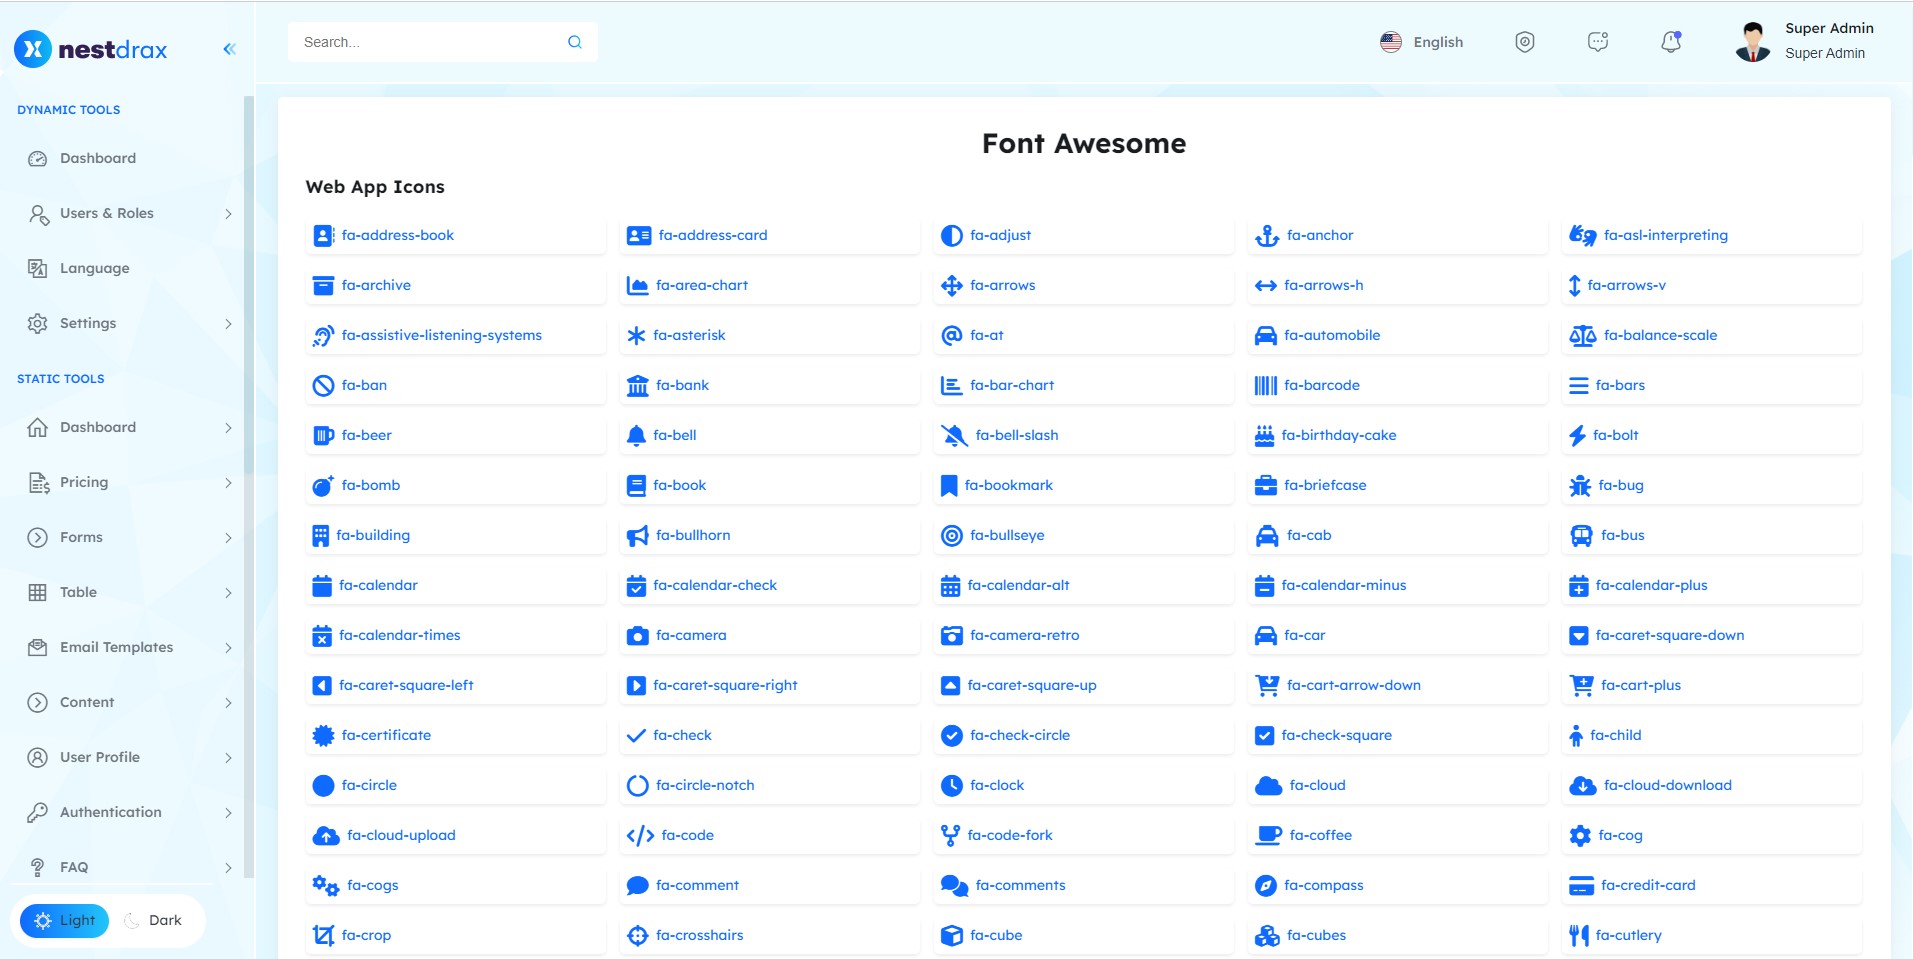 nestdrax
Search...
English
Super Admin
Super Admin
DYNAMIC TOOLS
Dashboard
Users & Roles
Language
Settings
STATIC TOOLS
Dashboard
Pricing
Forms
Table
Email Templates
Content
User Profile
Authentication
FAQ
Light
Dark
Font Awesome
Web App Icons
fa-address-book
fa-address-card
fa-adjust
fa-anchor
fa-asl-interpreting
fa-archive
fa-area-chart
fa-arrows
fa-arrows-h
fa-arrows-v
fa-assistive-listening-systems
fa-asterisk
fa-at
fa-automobile
fa-balance-scale
fa-ban
fa-bank
fa-bar-chart
fa-barcode
fa-bars
fa-beer
fa-bell
fa-bell-slash
fa-birthday-cake
fa-bolt
fa-bomb
fa-book
fa-bookmark
fa-briefcase
fa-bug
fa-building
fa-bullhorn
fa-bullseye
fa-cab
fa-bus
fa-calendar
fa-calendar-check
fa-calendar-alt
fa-calendar-minus
fa-calendar-plus
fa-calendar-times
fa-camera
fa-camera-retro
fa-car
fa-caret-square-down
fa-caret-square-left
fa-caret-square-right
fa-caret-square-up
fa-cart-arrow-down
fa-cart-plus
fa-certificate
fa-check
fa-check-circle
fa-check-square
fa-child
fa-circle
fa-circle-notch
fa-clock
fa-cloud
fa-cloud-download
fa-cloud-upload
fa-code
fa-code-fork
fa-coffee
fa-cog
fa-cogs
fa-comment
fa-comments
fa-compass
fa-credit-card
fa-crop
fa-crosshairs
fa-cube
fa-cubes
fa-cutlery